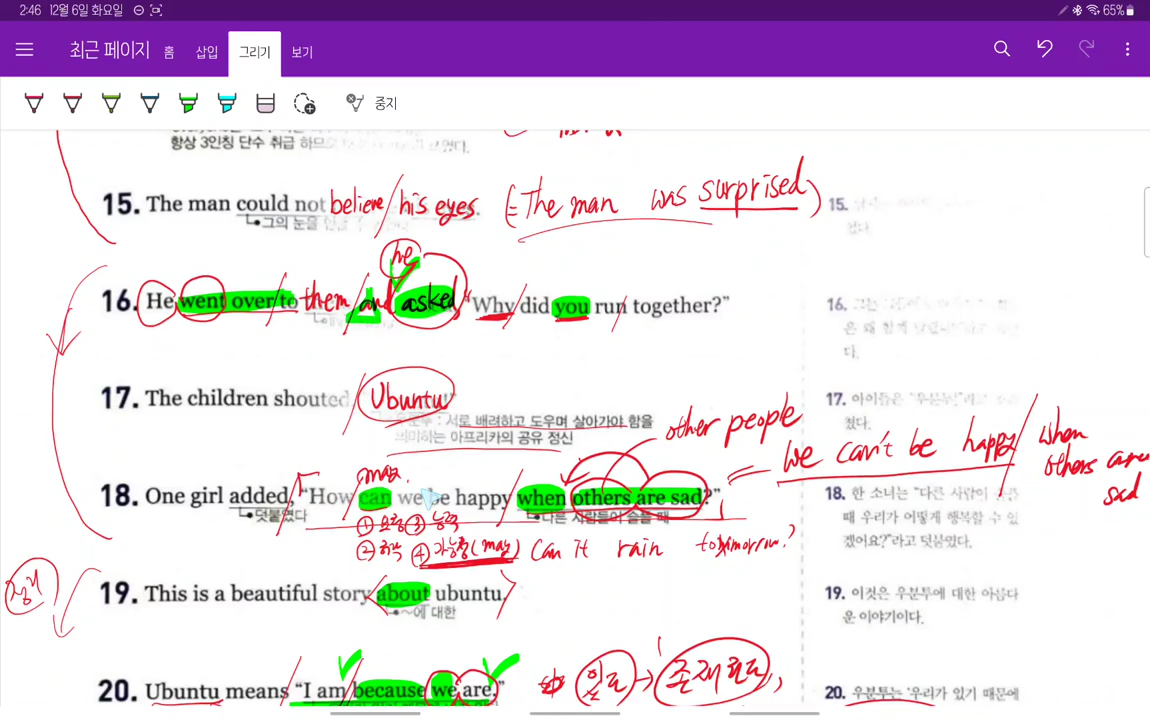 2:46 12월 6일 화요일 65%
최근 페이지 홈 삽입 그리기 보기
중지
항상 3인칭 단수 취급 하므로
15. The man could not believe / his eyes. (= The man was surprised)
그의 눈을
15.
he
16. He went over to / them / and asked "Why did you run together?"
16.
은 왜 함께
다.
17. The children shouted / Ubuntu!"
서로 배려하고 도우며 살아가야 함을
의미하는 아프리카의 공유 정신
17. 아이들은 "우분투!"라고
쳤다.
other people
we can't be happy / when others are sad
may.
18. One girl added, "How can we be happy / when others are sad?"
덧붙였다
다른 사람들이 슬플 때
18. 한 소녀는 "다른 사람이
때 우리가 어떻게 행복할 수 있
겠어요?"라고 덧붙였다.
① 요청 ③ 능력
② 허락 ④ 가능성(may) Can it rain tomorrow?
19. This is a beautiful story <about ubuntu.>
~에 대한
19. 이것은 우분투에 대한 아름다
운 이야기이다.
20. Ubuntu means / "I am / because we are."
있다 → 존재하다,
20. 우분투는 '우리가 있기 때문에